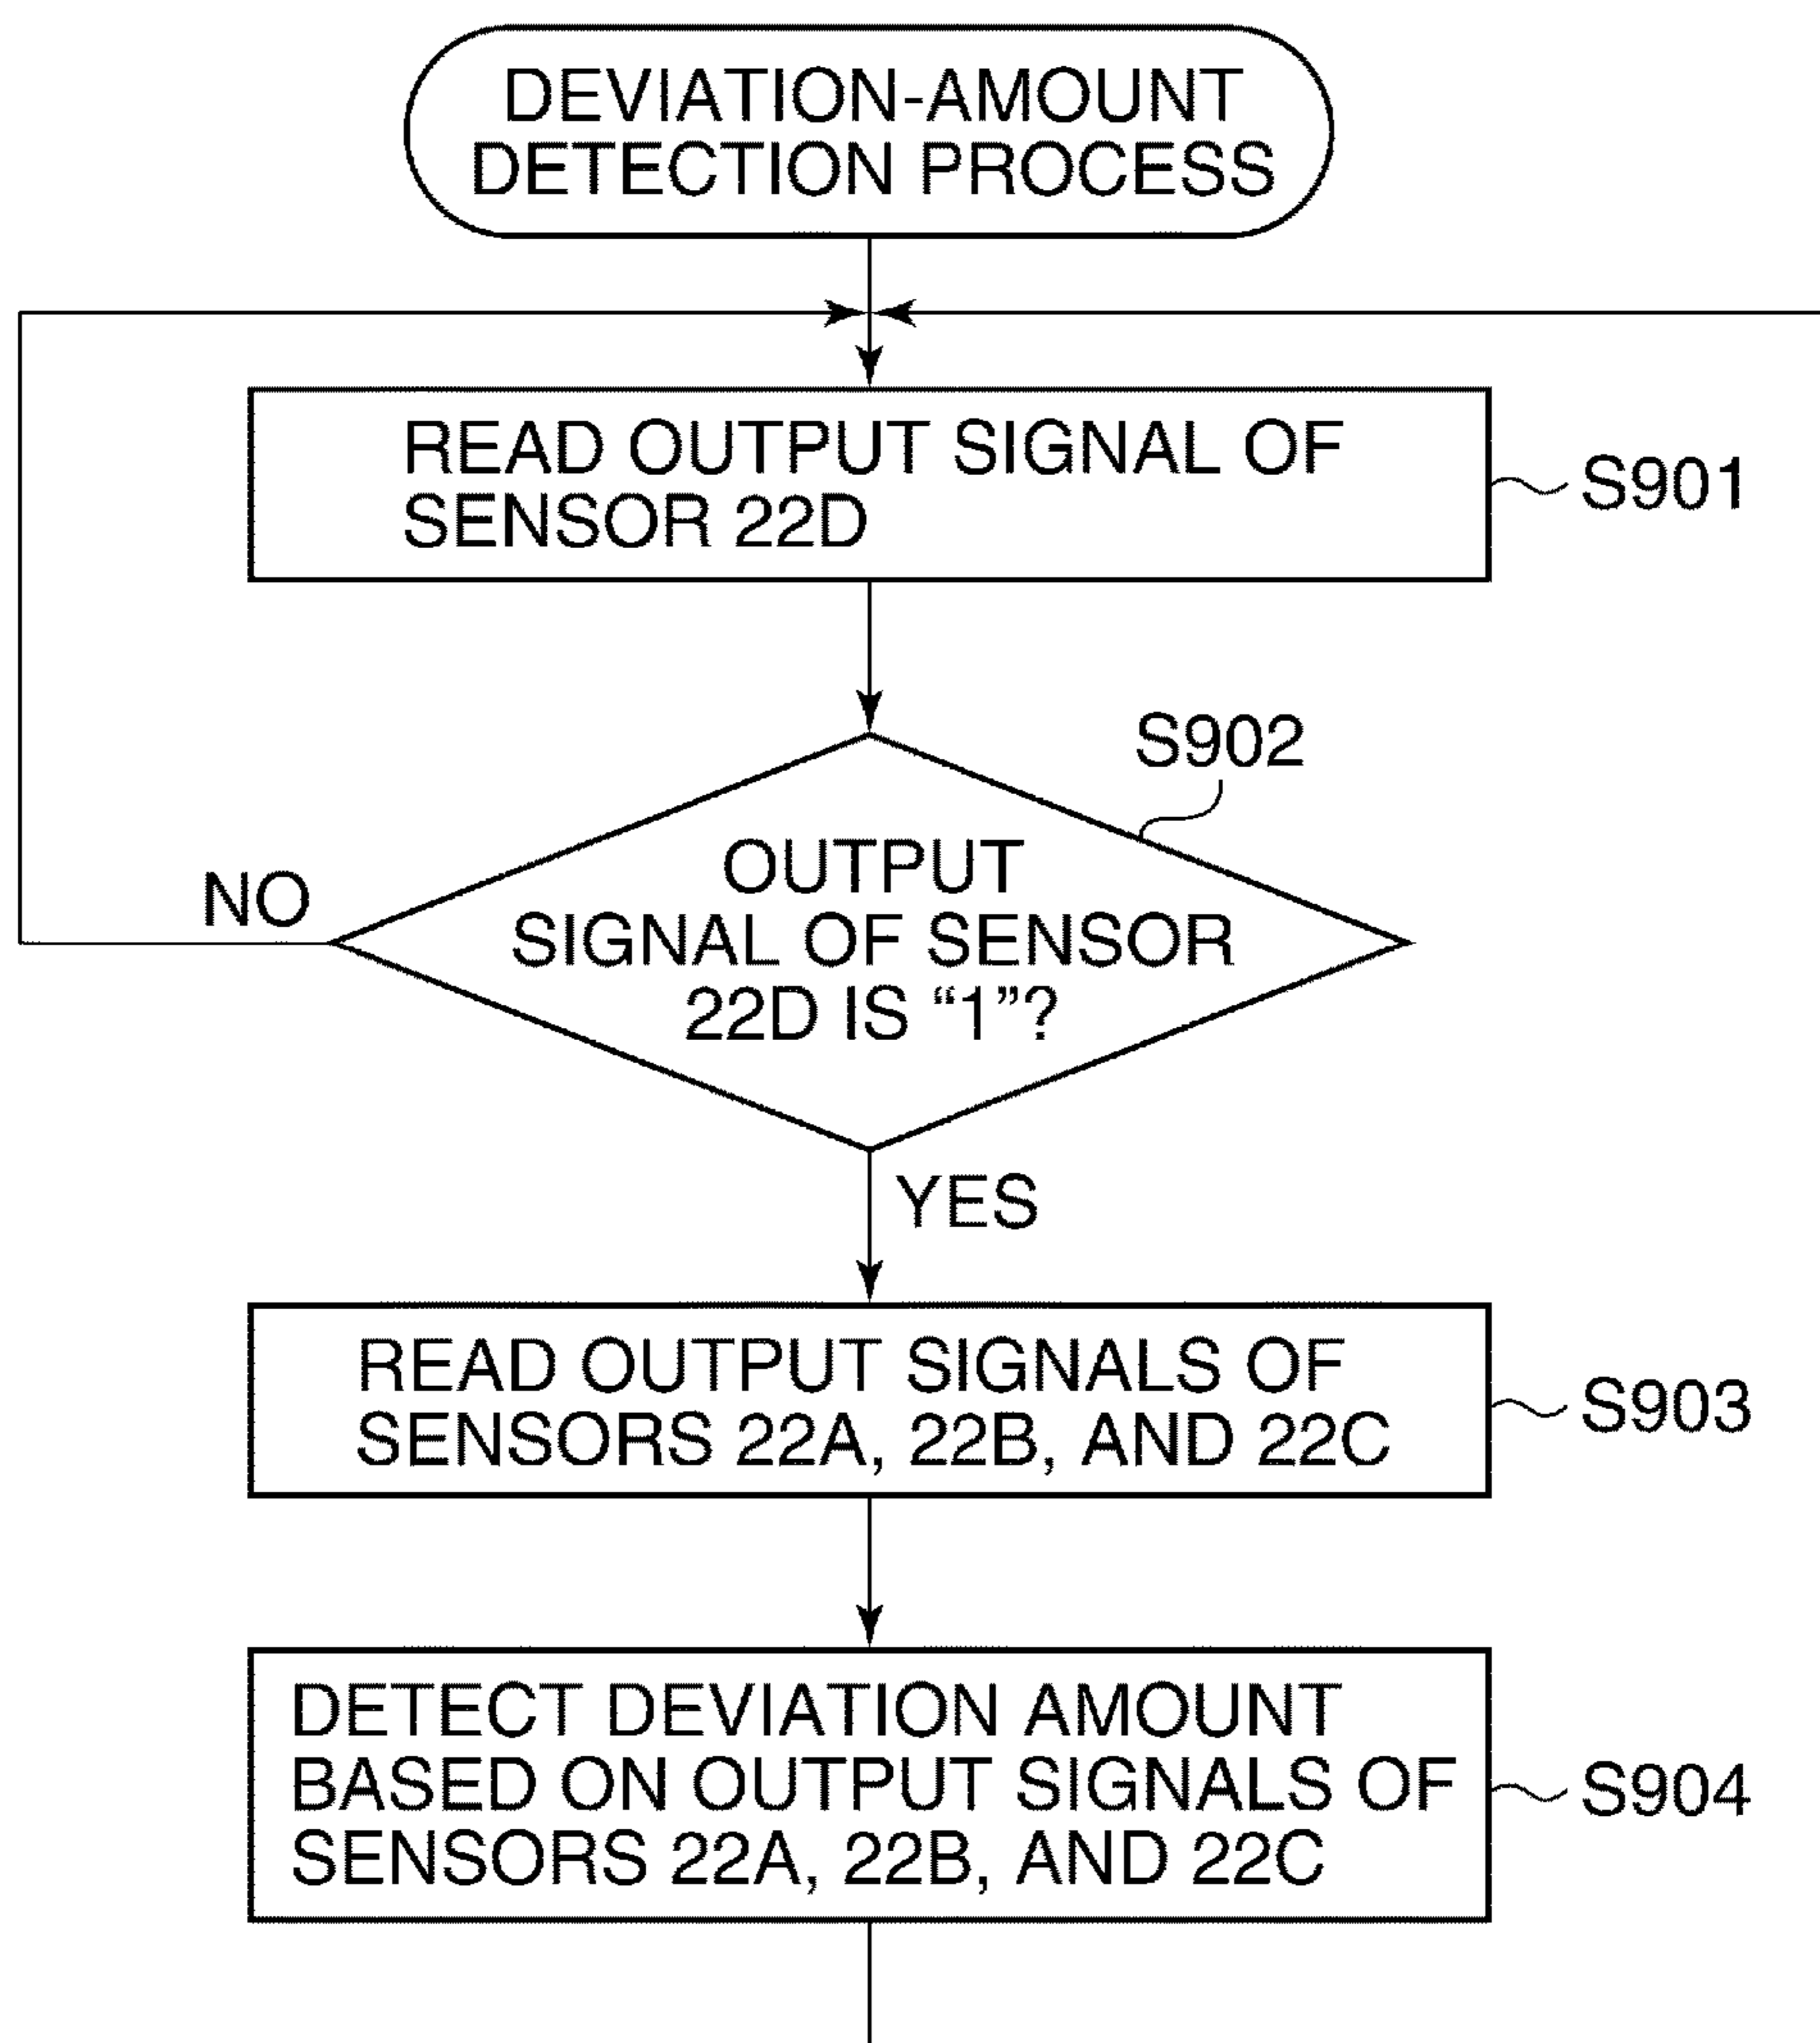 DEVIATION-AMOUNT
DETECTION PROCESS
READ OUTPUT SIGNAL OF
SENSOR 22D
S901
S902
OUTPUT
SIGNAL OF SENSOR
22D IS “1”?
NO
YES
READ OUTPUT SIGNALS OF
SENSORS 22A, 22B, AND 22C
S903
DETECT DEVIATION AMOUNT
BASED ON OUTPUT SIGNALS OF
SENSORS 22A, 22B, AND 22C
S904